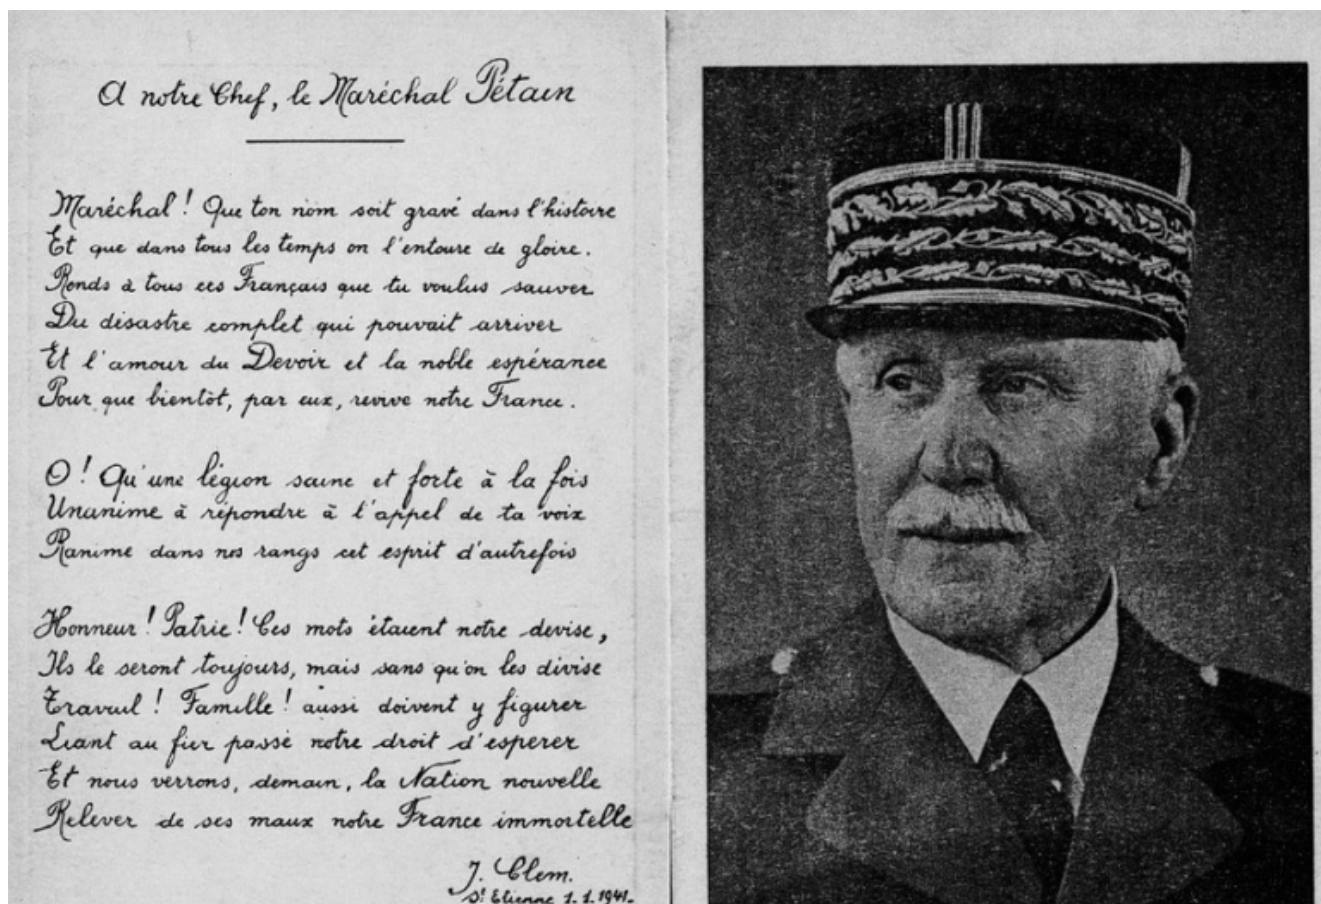 A notre Chef, le Maréchal Pétain
Maréchal ! Que ton nom soit gravé dans l'histoire
Et que dans tous les temps on l'entoure de gloire.
Rends à tous ces Français que tu voulus sauver
Du désastre complet qui pouvait arriver
Et l'amour du Devoir et la noble espérance
Pour que bientôt, par eux, revive notre France.
O ! Qu'une légion saine et forte à la fois
Unanime à répondre à l'appel de ta voix
Ranime dans nos rangs cet esprit d'autrefois
Honneur ! Patrie ! Ces mots étaient notre devise,
Ils le seront toujours, mais sans qu'on les divise
Travail ! Famille ! aussi doivent y figurer
Liant au fier passé notre droit d'esperer
Et nous verrons, demain, la Nation nouvelle
Relever de ses maux notre France immortelle
J. Clem.
St Etienne 1.1.1941.